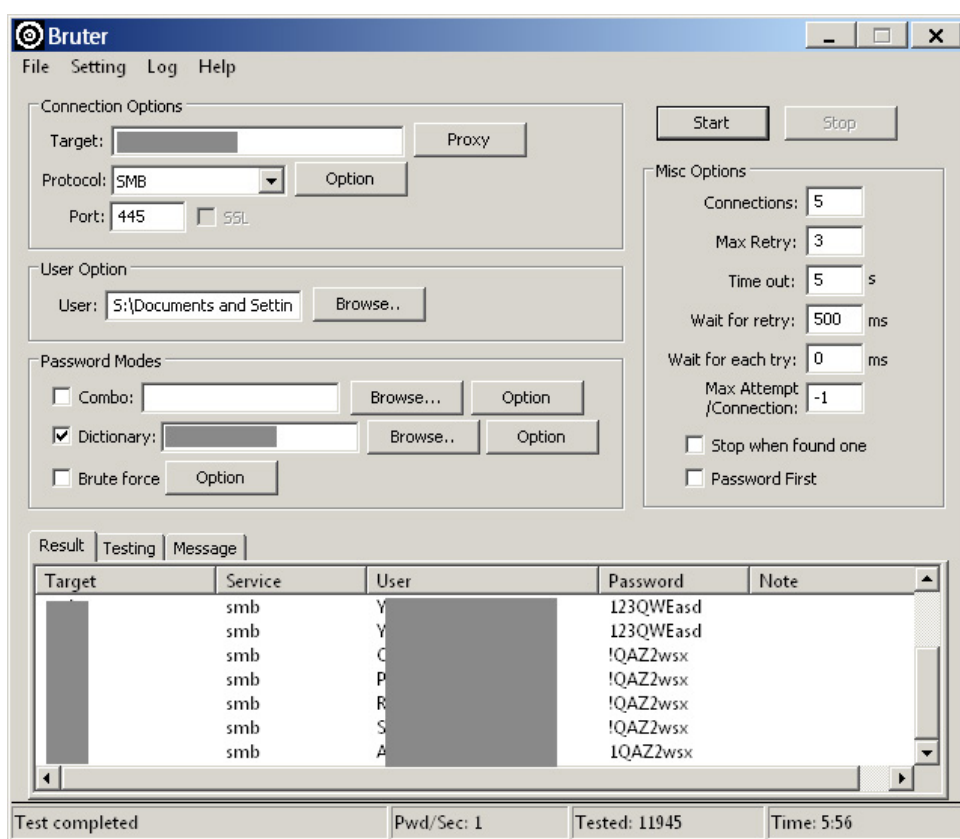 Bruter
File Setting Log Help
Connection Options
Target:
Proxy
Protocol: SMB
Option
Port: 445
SSL
Start
Stop
User Option
User: S:\Documents and Settin
Browse..
Password Modes
Combo:
Browse...
Option
Dictionary:
Browse..
Option
Brute force
Option
Misc Options
Connections: 5
Max Retry: 3
Time out: 5 s
Wait for retry: 500 ms
Wait for each try: 0 ms
Max Attempt
/Connection: -1
Stop when found one
Password First
Result Testing Message
Target Service User Password Note
smb Y 123QWEasd
smb Y 123QWEasd
smb C !QAZ2wsx
smb P !QAZ2wsx
smb R !QAZ2wsx
smb S !QAZ2wsx
smb A 1QAZ2wsx
Test completed Pwd/Sec: 1 Tested: 11945 Time: 5:56